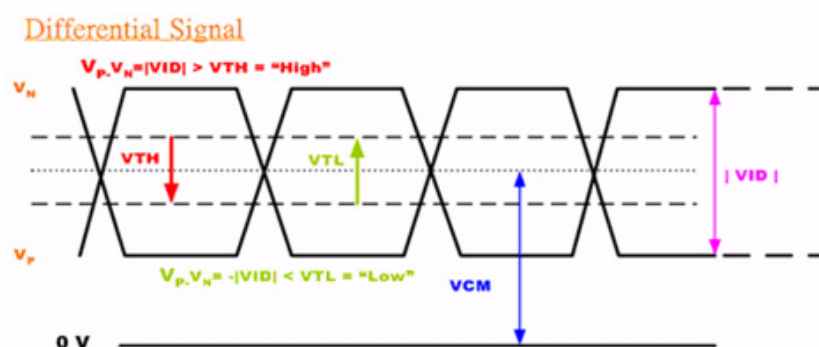 Differential Signal
VP-VN=|VID| > VTH = “High”
VN
VTH
VTL
| VID |
VP
VP-VN= -|VID| < VTL = “Low”
VCM
0 V